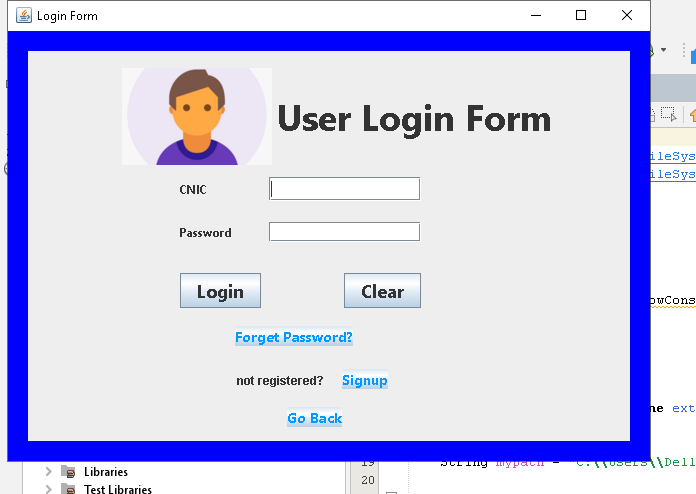 Login Form
User Login Form
CNIC
Password
Login Clear
Forget Password?
not registered? Signup
Go Back
ileSys
ileSys
owCons
ne ext
19 String mypath = "C:\\Users\\Dell
20
Libraries
Test Libraries